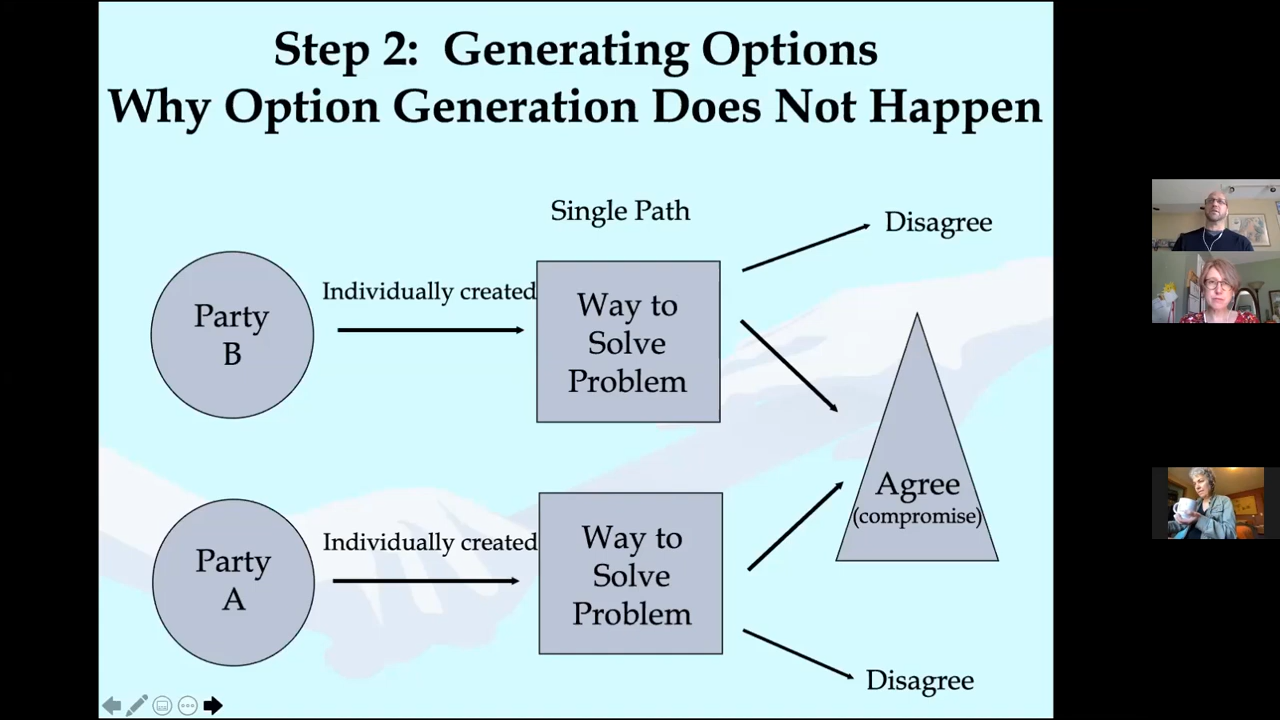 Step 2: Generating Options
Why Option Generation Does Not Happen
Single Path
Disagree
Individually created
Party
B
Way to
Solve
Problem
Agree
(compromise)
Individually created
Party
A
Way to
Solve
Problem
Disagree